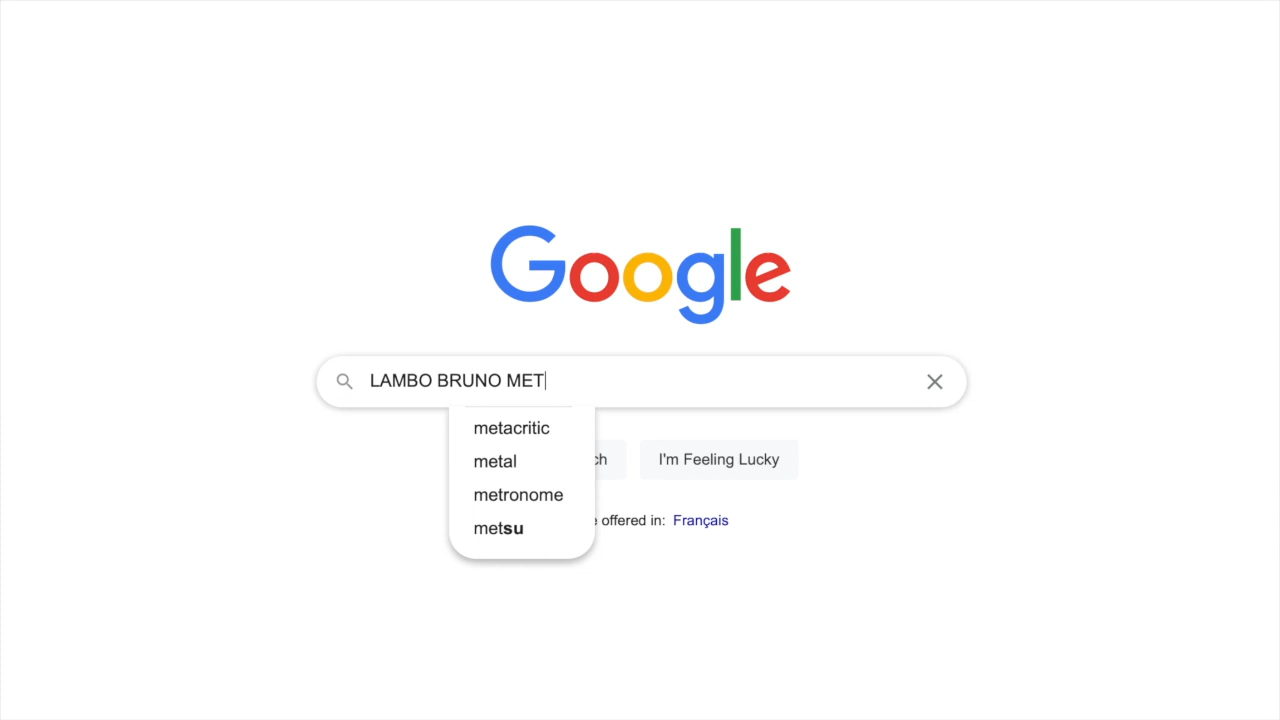 Google
LAMBO BRUNO MET
metacritic
metal
metronome
metsu
ch
I'm Feeling Lucky
offered in: Français